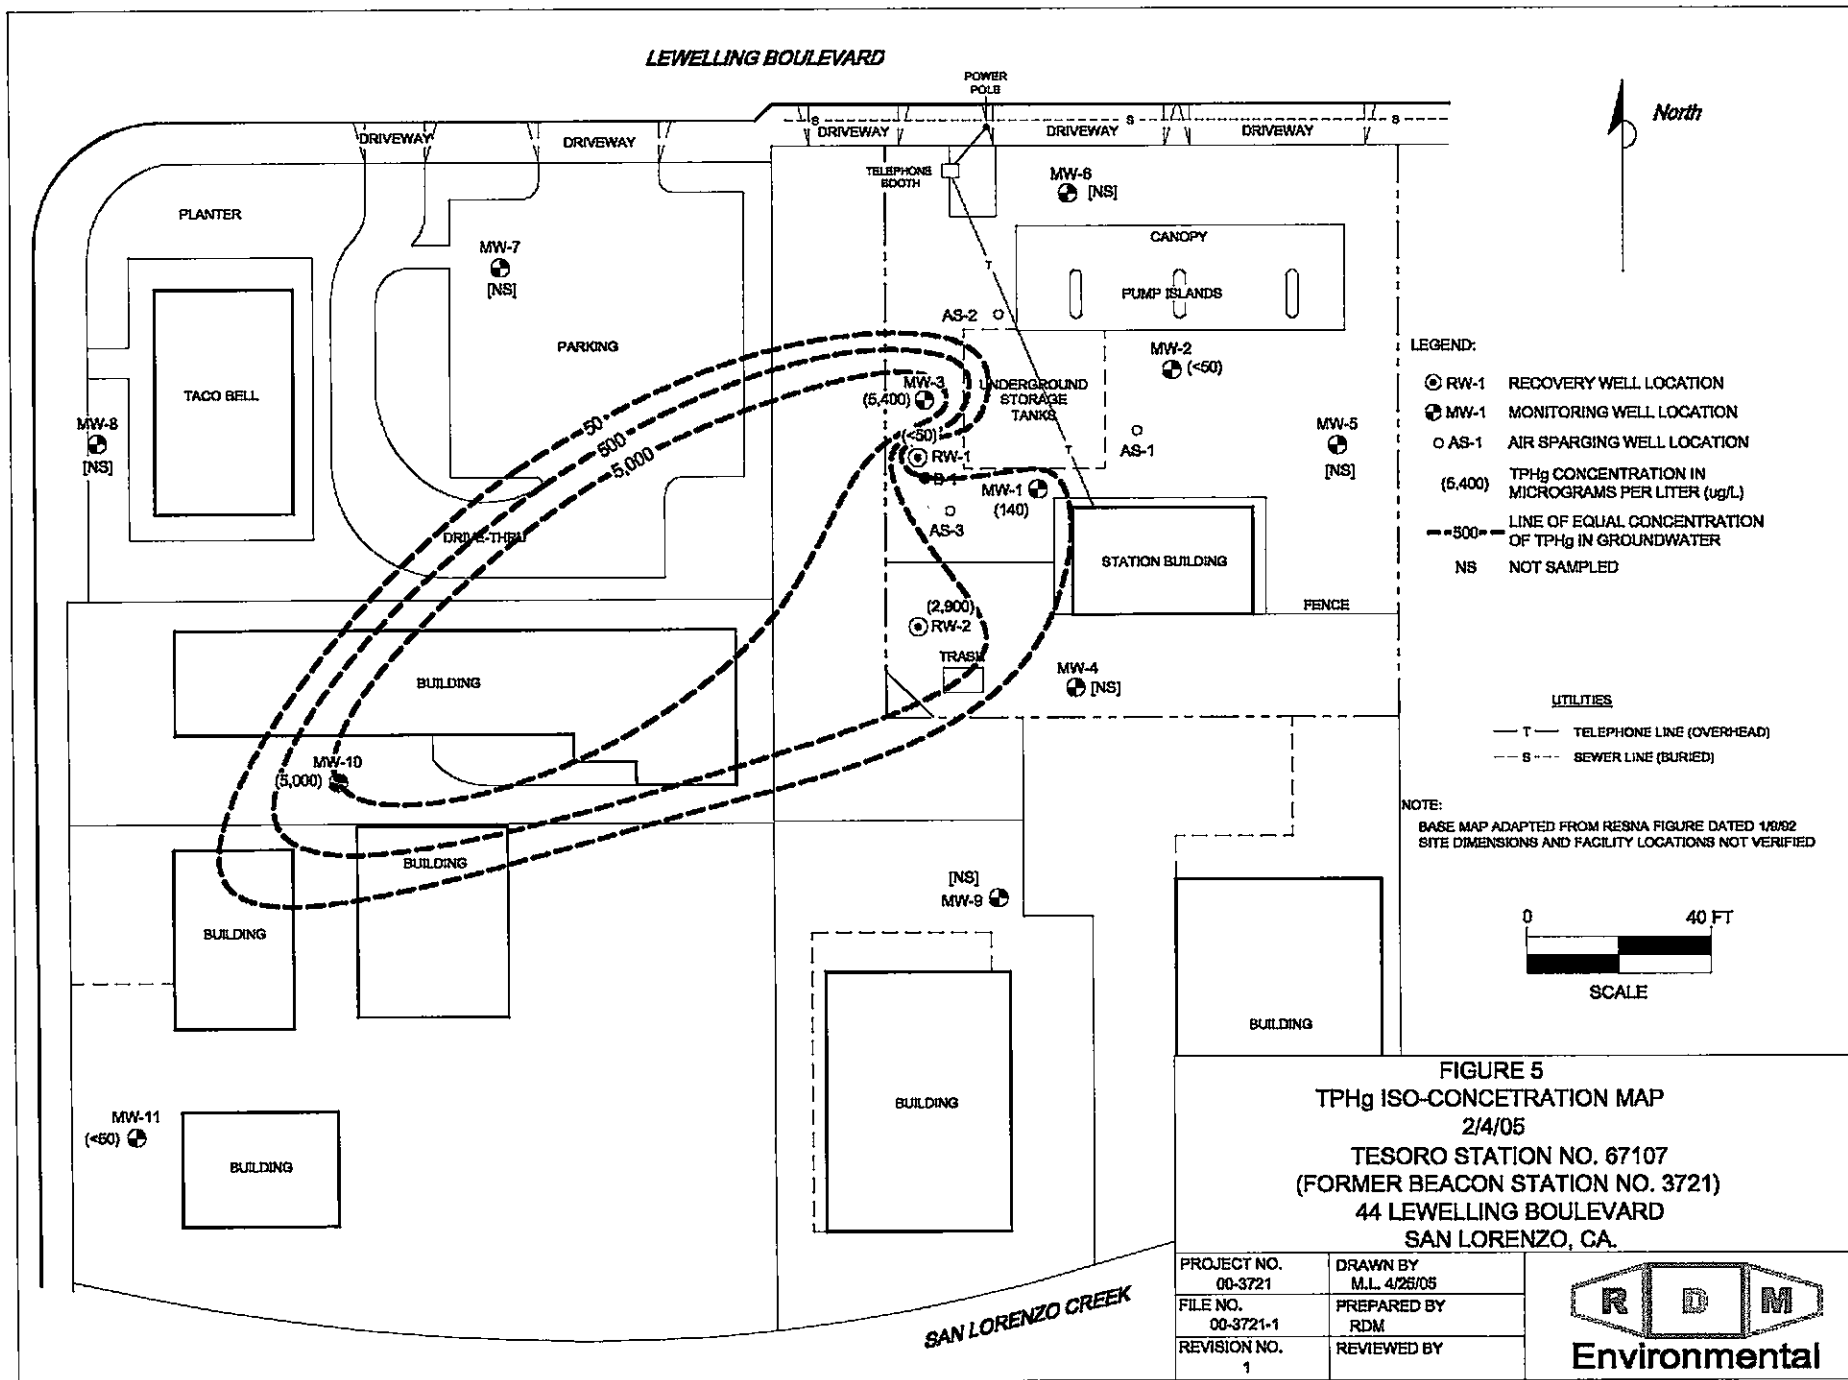 LEWELLING BOULEVARD
POWER
POLE
North
DRIVEWAY
DRIVEWAY
S
DRIVEWAY
DRIVEWAY
S
DRIVEWAY
S
TELEPHONE
BOOTH
MW-6
[NS]
PLANTER
CANOPY
MW-7
[NS]
T
PUMP ISLANDS
AS-2
PARKING
MW-2
(<50)
TACO BELL
MW-3
(5,400)
UNDERGROUND
STORAGE
TANKS
50
500
5,000
MW-8
[NS]
(<50)
RW-1
T
AS-1
MW-5
[NS]
MW-1
(140)
AS-3
DRIVE-THRU
STATION BUILDING
FENCE
(2,900)
RW-2
TRASH
BUILDING
MW-4
[NS]
MW-10
(5,000)
BUILDING
[NS]
MW-9
BUILDING
BUILDING
BUILDING
MW-11
BUILDING
SAN LORENZO CREEK
LEGEND:
RW-1 RECOVERY WELL LOCATION
MW-1 MONITORING WELL LOCATION
AS-1 AIR SPARGING WELL LOCATION
(5,400) TPHg CONCENTRATION IN
MICROGRAMS PER LITER (ug/L)
500 LINE OF EQUAL CONCENTRATION
OF TPHg IN GROUNDWATER
NS NOT SAMPLED
UTILITIES
T TELEPHONE LINE (OVERHEAD)
S SEWER LINE (BURIED)
NOTE:
BASE MAP ADAPTED FROM RESNA FIGURE DATED 1/9/92
SITE DIMENSIONS AND FACILITY LOCATIONS NOT VERIFIED
0 40 FT
SCALE
FIGURE 5
TPHg ISO-CONCETRATION MAP
2/4/05
TESORO STATION NO. 67107
(FORMER BEACON STATION NO. 3721)
44 LEWELLING BOULEVARD
SAN LORENZO, CA.
PROJECT NO.
00-3721
DRAWN BY
M.L. 4/25/05
FILE NO.
00-3721-1
PREPARED BY
RDM
REVISION NO.
1
REVIEWED BY
R D M
Environmental